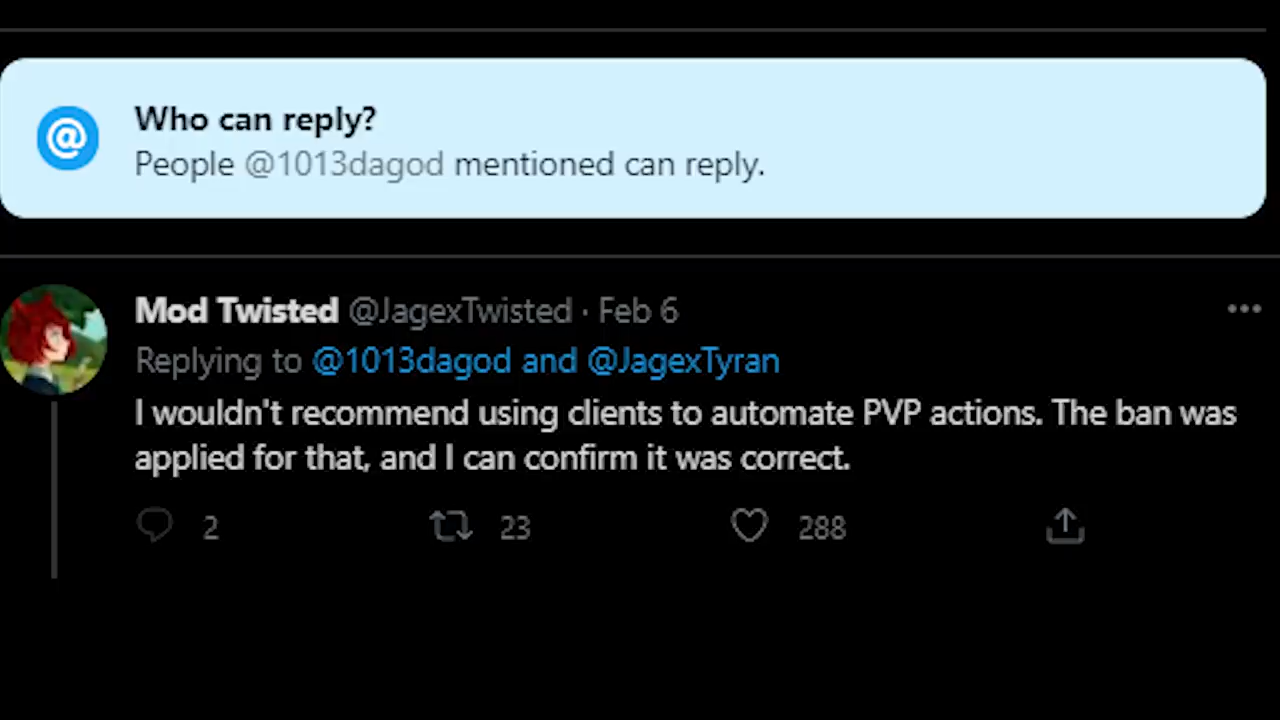 @ Who can reply?
People @1013dagod mentioned can reply.
Mod Twisted @JagexTwisted · Feb 6
Replying to @1013dagod and @JagexTyran
I wouldn't recommend using clients to automate PVP actions. The ban was
applied for that, and I can confirm it was correct.
2 23 288